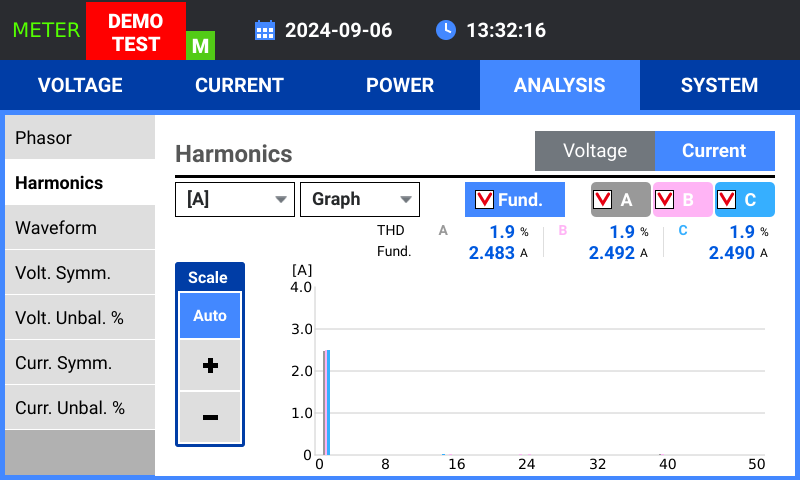 METER DEMO TEST M 2024-09-06 13:32:16
VOLTAGE CURRENT POWER ANALYSIS SYSTEM
Phasor
Harmonics
Waveform
Volt. Symm.
Volt. Unbal. %
Curr. Symm.
Curr. Unbal. %
Harmonics Voltage Current
[A] Graph Fund. A B C
THD A 1.9 % B 1.9 % C 1.9 %
Fund. 2.483 A 2.492 A 2.490 A
Scale
Auto
+
−
[A]
4.0
3.0
2.0
1.0
0
0 8 16 24 32 40 50